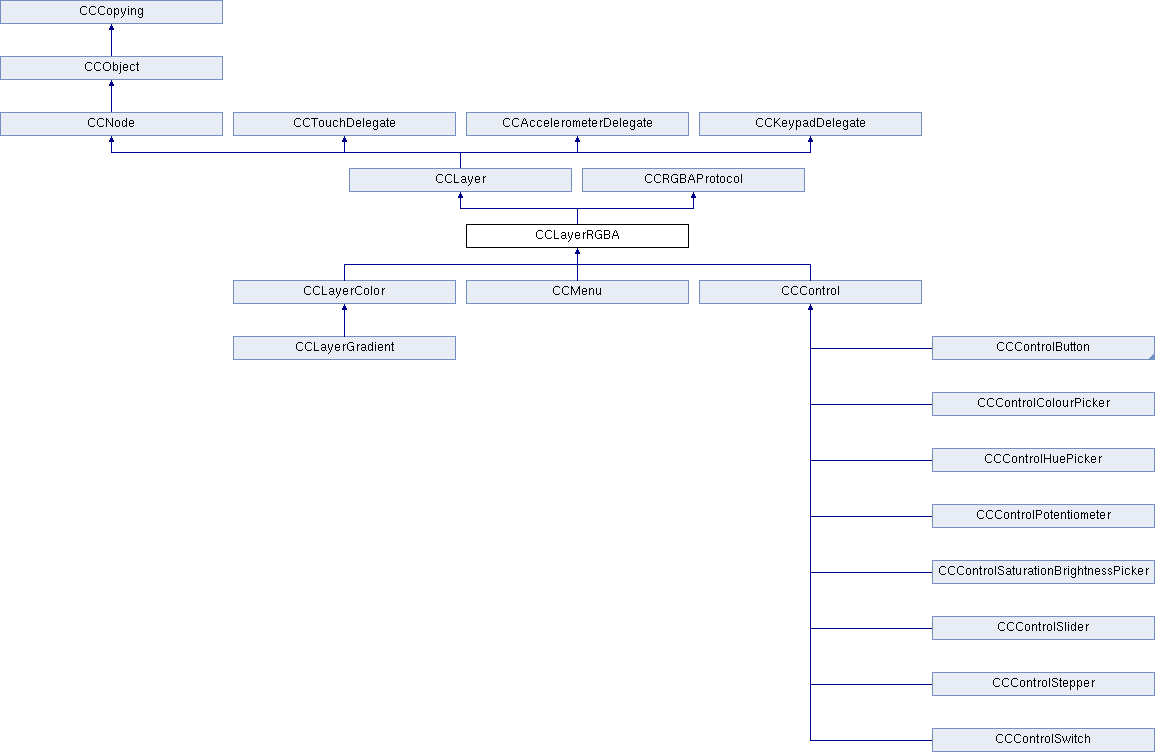 CCCopying
CCObject
CCNode
CCTouchDelegate
CCAccelerometerDelegate
CCKeypadDelegate
CCLayer
CCRGBAProtocol
CCLayerRGBA
CCLayerColor
CCMenu
CCControl
CCLayerGradient
CCControlButton
CCControlColourPicker
CCControlHuePicker
CCControlPotentiometer
CCControlSaturationBrightnessPicker
CCControlSlider
CCControlStepper
CCControlSwitch